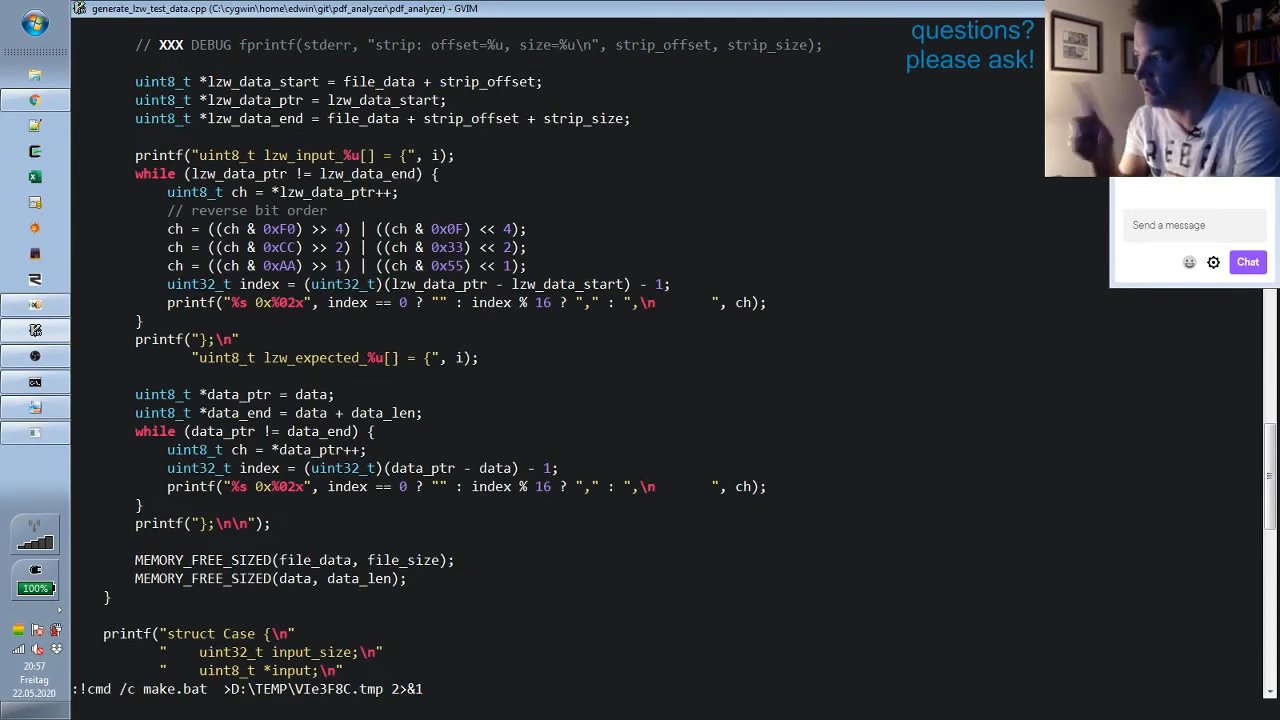 generate_lzw_test_data.cpp (C:\cygwin\home\edwin\git\pdf_analyzer\pdf_analyzer) - GVIM
questions?
please ask!
// XXX DEBUG fprintf(stderr, "strip: offset=%u, size=%u\n", strip_offset, strip_size);
uint8_t *lzw_data_start = file_data + strip_offset;
uint8_t *lzw_data_ptr = lzw_data_start;
uint8_t *lzw_data_end = file_data + strip_offset + strip_size;
printf("uint8_t lzw_input_%u[] = {", i);
while (lzw_data_ptr != lzw_data_end) {
uint8_t ch = *lzw_data_ptr++;
// reverse bit order
ch = ((ch & 0xF0) >> 4) | ((ch & 0x0F) << 4);
ch = ((ch & 0xCC) >> 2) | ((ch & 0x33) << 2);
ch = ((ch & 0xAA) >> 1) | ((ch & 0x55) << 1);
uint32_t index = (uint32_t)(lzw_data_ptr - lzw_data_start) - 1;
printf("%s 0x%02x", index == 0 ? "" : index % 16 ? "," : ",\n       ", ch);
}
printf("};\n"
"uint8_t lzw_expected_%u[] = {", i);
uint8_t *data_ptr = data;
uint8_t *data_end = data + data_len;
while (data_ptr != data_end) {
uint8_t ch = *data_ptr++;
uint32_t index = (uint32_t)(data_ptr - data) - 1;
printf("%s 0x%02x", index == 0 ? "" : index % 16 ? "," : ",\n       ", ch);
}
printf("};\n\n");
MEMORY_FREE_SIZED(file_data, file_size);
MEMORY_FREE_SIZED(data, data_len);
}
printf("struct Case {\n"
"    uint32_t input_size;\n"
"    uint8_t *input;\n"
:!cmd /c make.bat  >D:\TEMP\VIe3F8C.tmp 2>&1
Send a message
Chat
100%
20:57
Freitag
22.05.2020